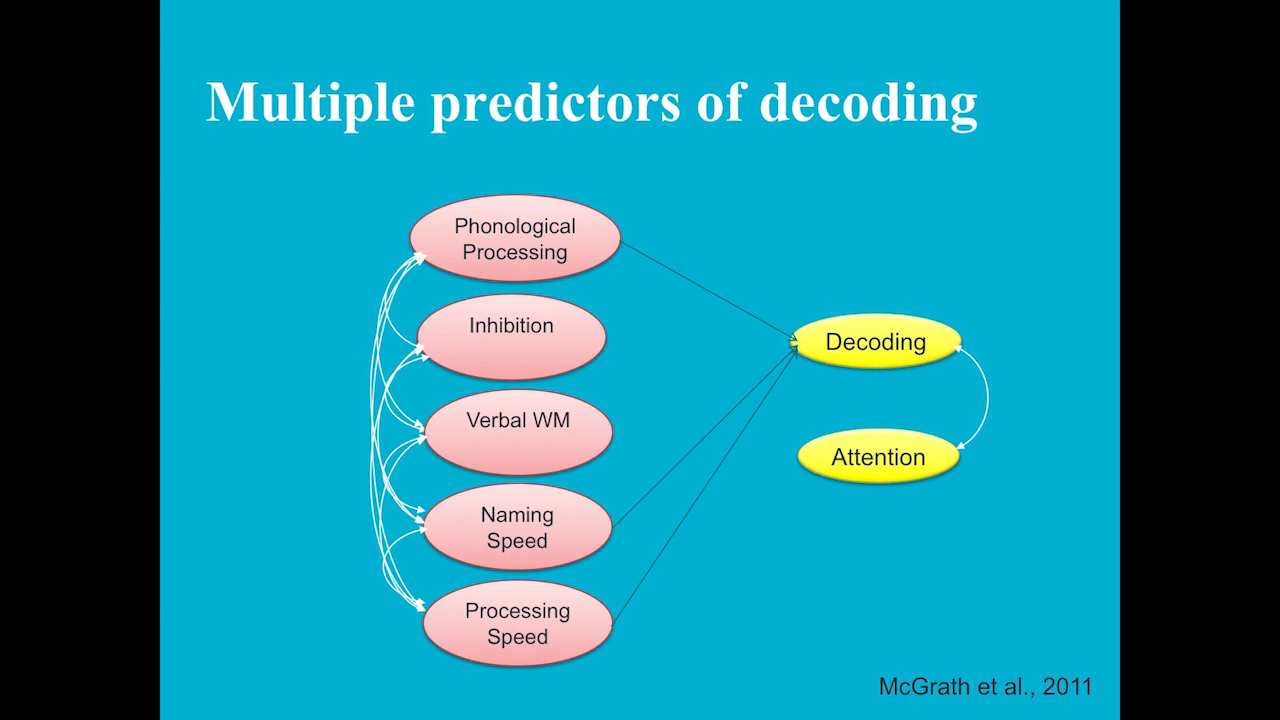 Multiple predictors of decoding
Phonological
Processing
Inhibition
Verbal WM
Naming
Speed
Processing
Speed
Decoding
Attention
McGrath et al., 2011